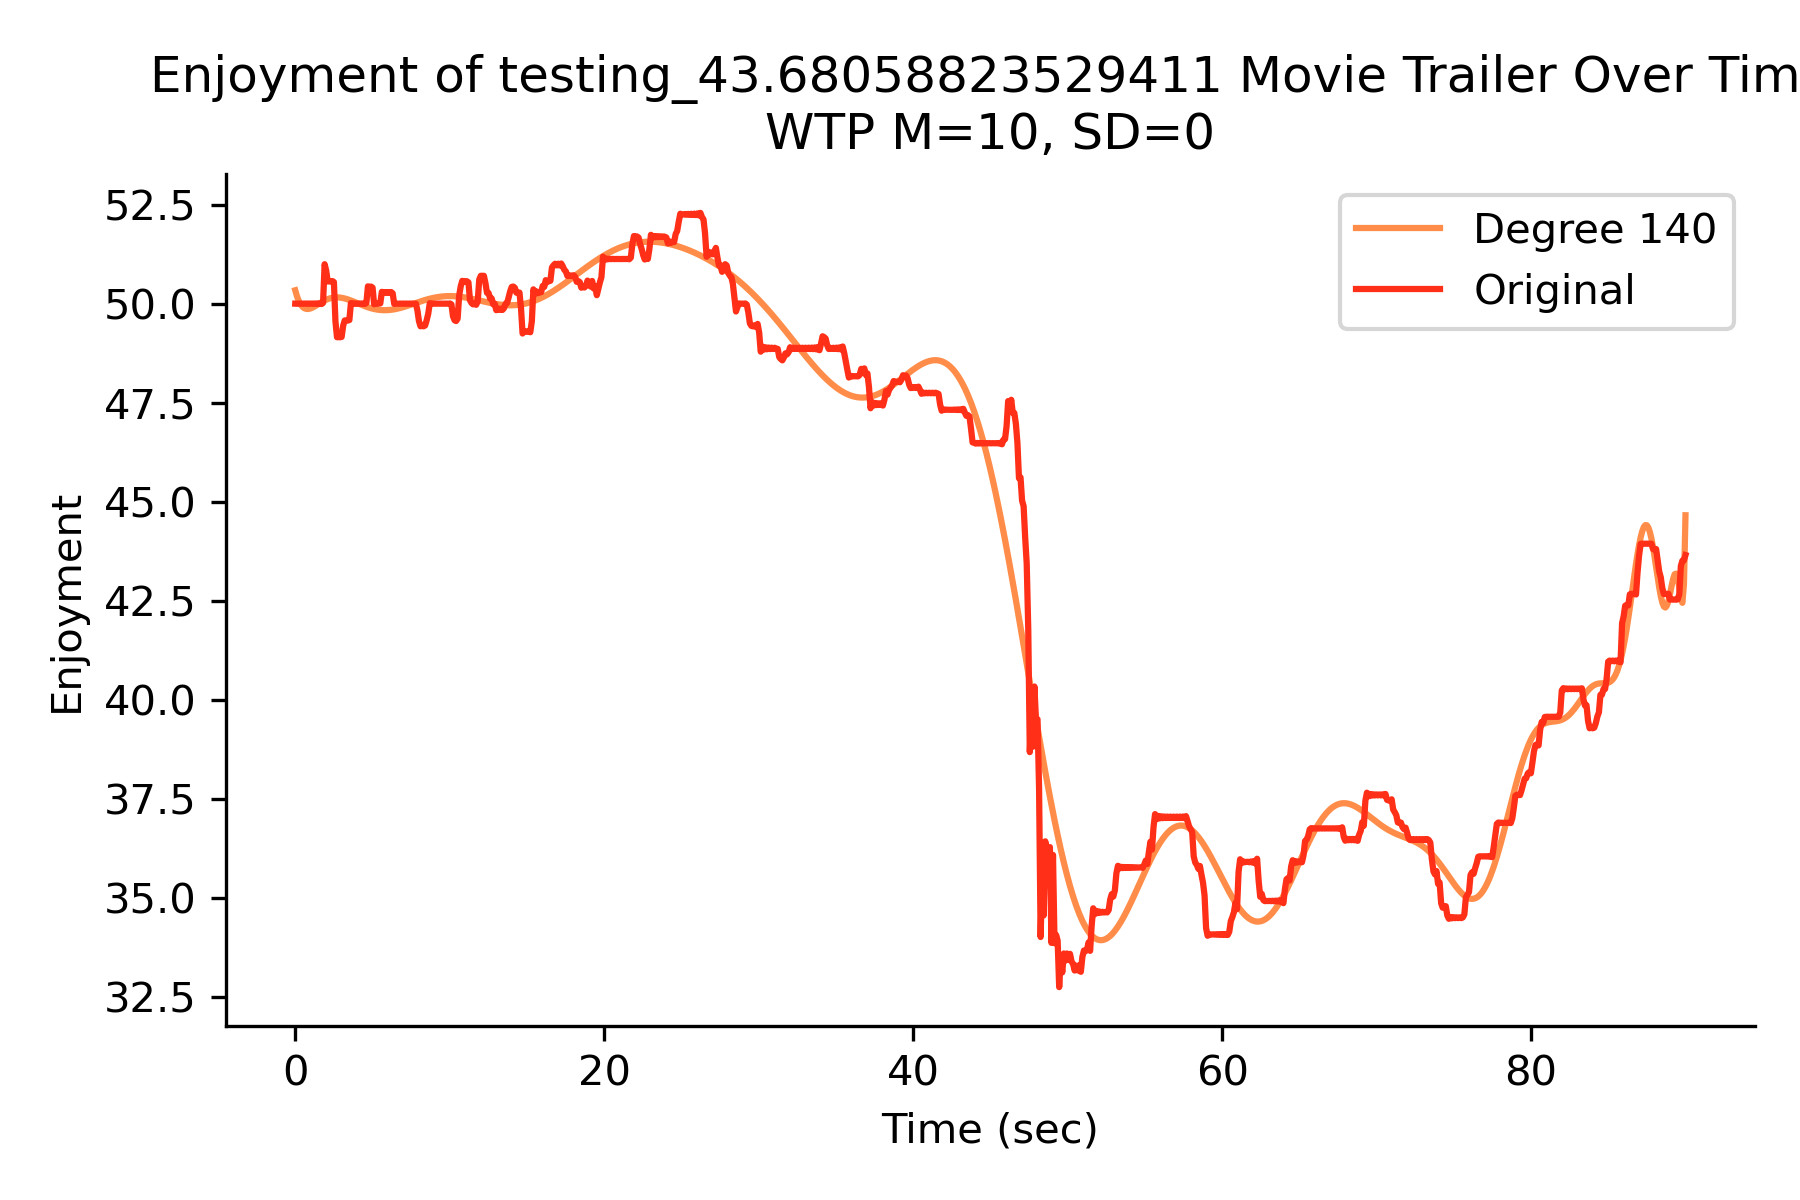 Enjoyment of testing_43.68058823529411 Movie Trailer Over Tim
WTP M=10, SD=0
52.5
50.0
47.5
45.0
42.5
40.0
37.5
35.0
32.5
Enjoyment
Degree 140
Original
0 20 40 60 80
Time (sec)